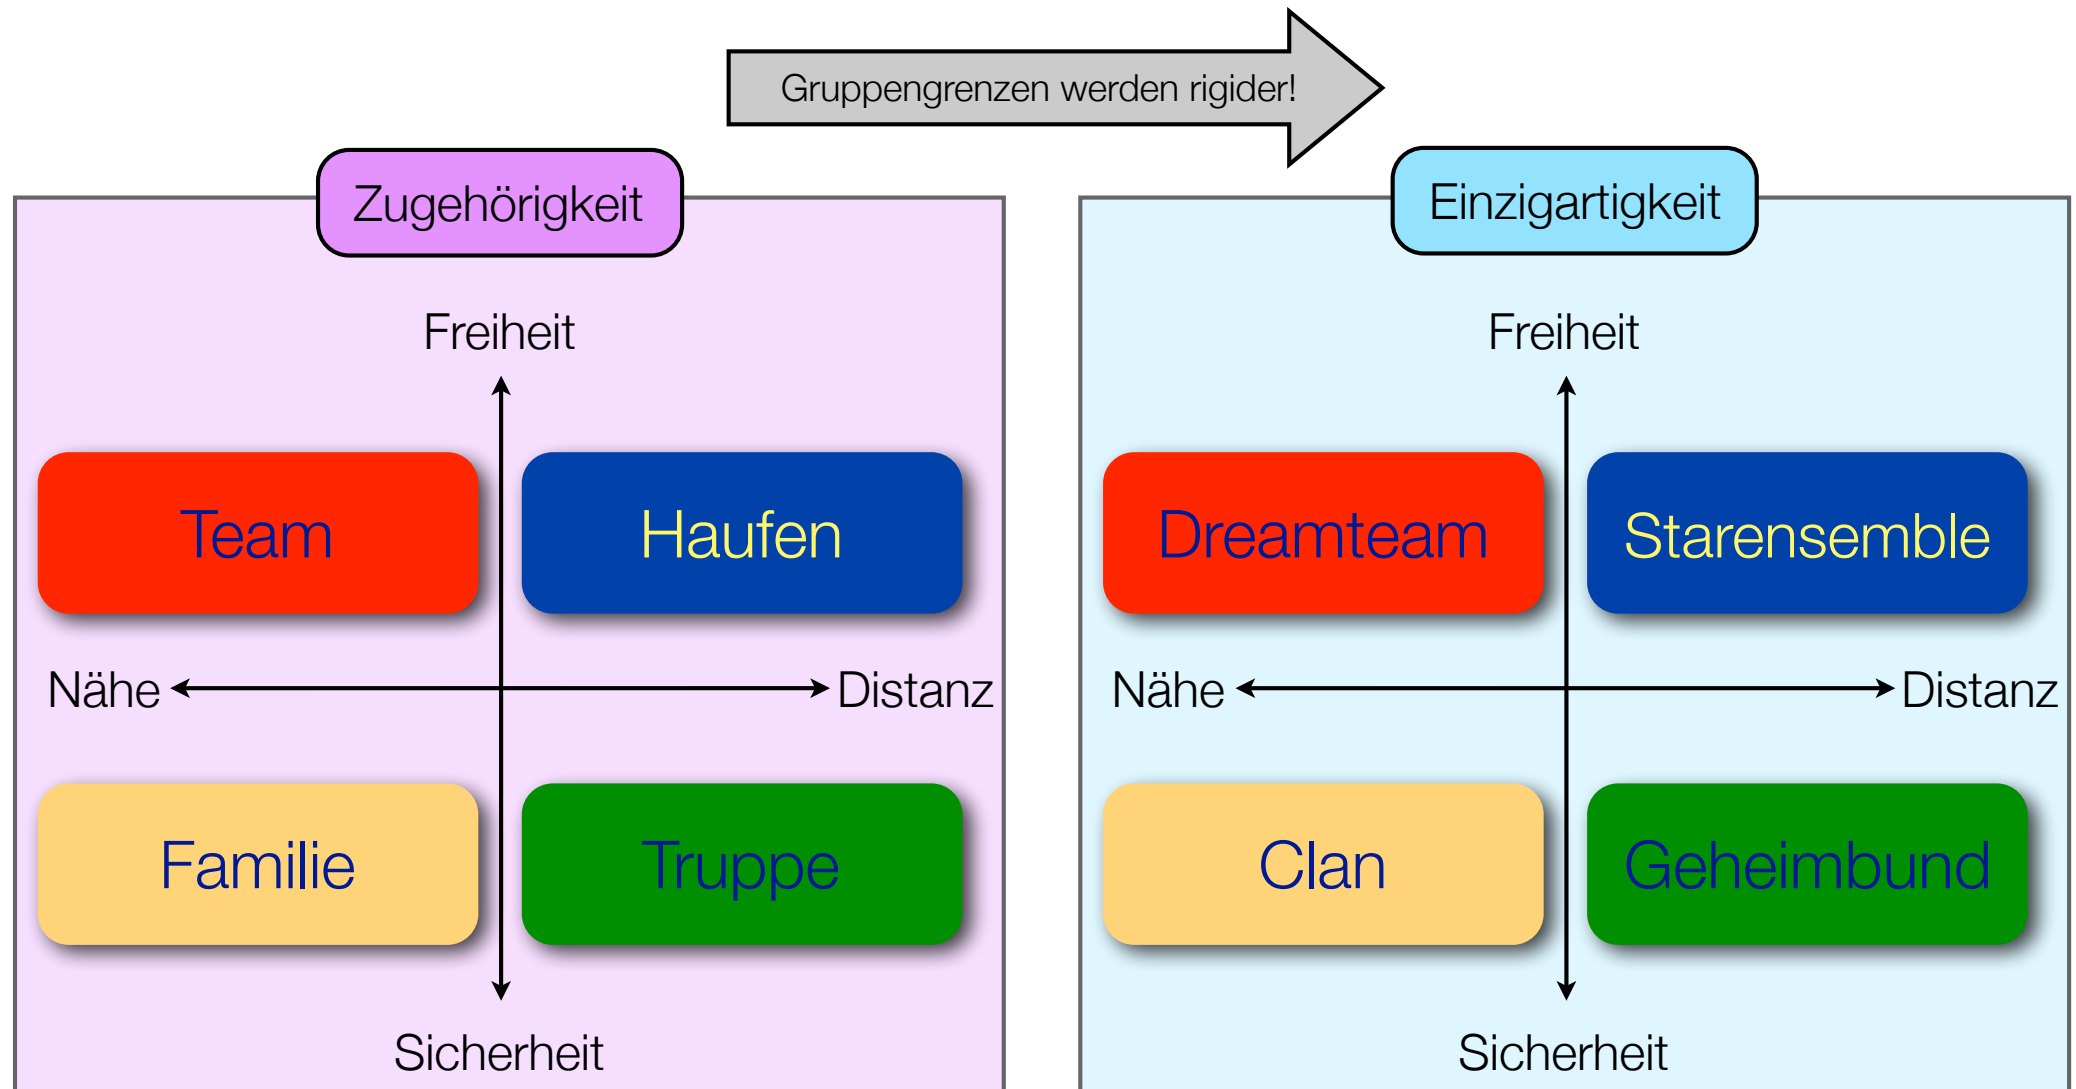 Gruppengrenzen werden rigider!
Zugehörigkeit
Freiheit
Team
Haufen
Nähe
Distanz
Familie
Truppe
Sicherheit
Einzigartigkeit
Freiheit
Dreamteam
Starensemble
Nähe
Distanz
Clan
Geheimbund
Sicherheit